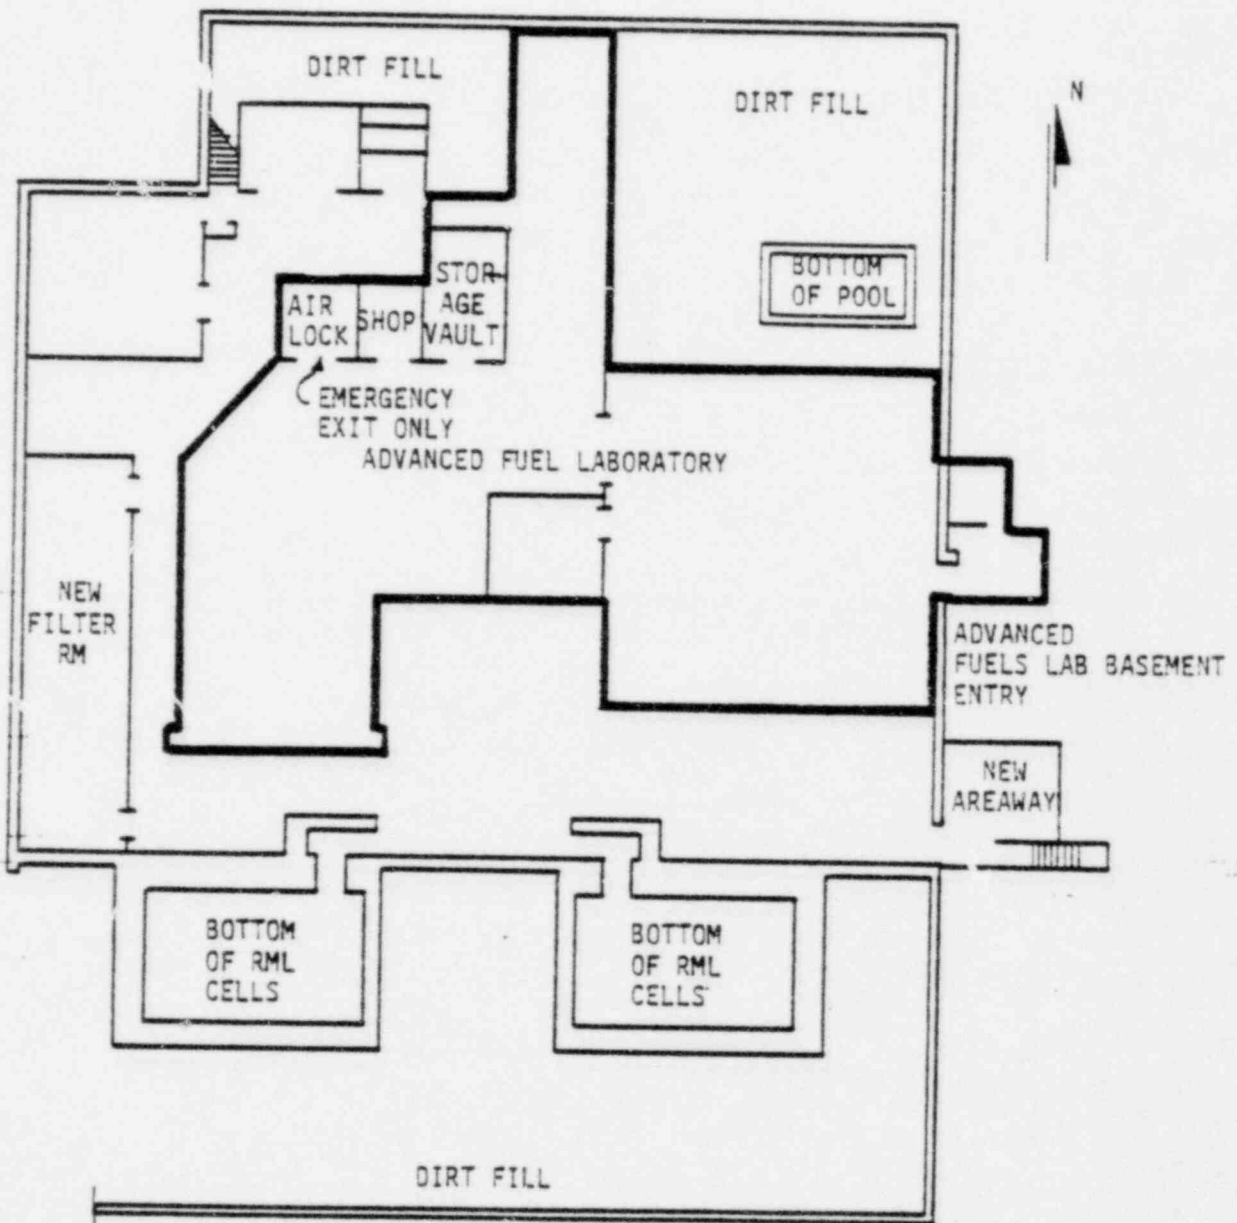 DIRT FILL
DIRT FILL
N
BOTTOM
OF POOL
STOR
AGE
VAULT
AIR
LOCK
SHOP
EMERGENCY
EXIT ONLY
ADVANCED FUEL LABORATORY
NEW
FILTER
RM
ADVANCED
FUELS LAB BASEMENT
ENTRY
NEW
AREAWAY
BOTTOM
OF RML
CELLS
BOTTOM
OF RML
CELLS
DIRT FILL